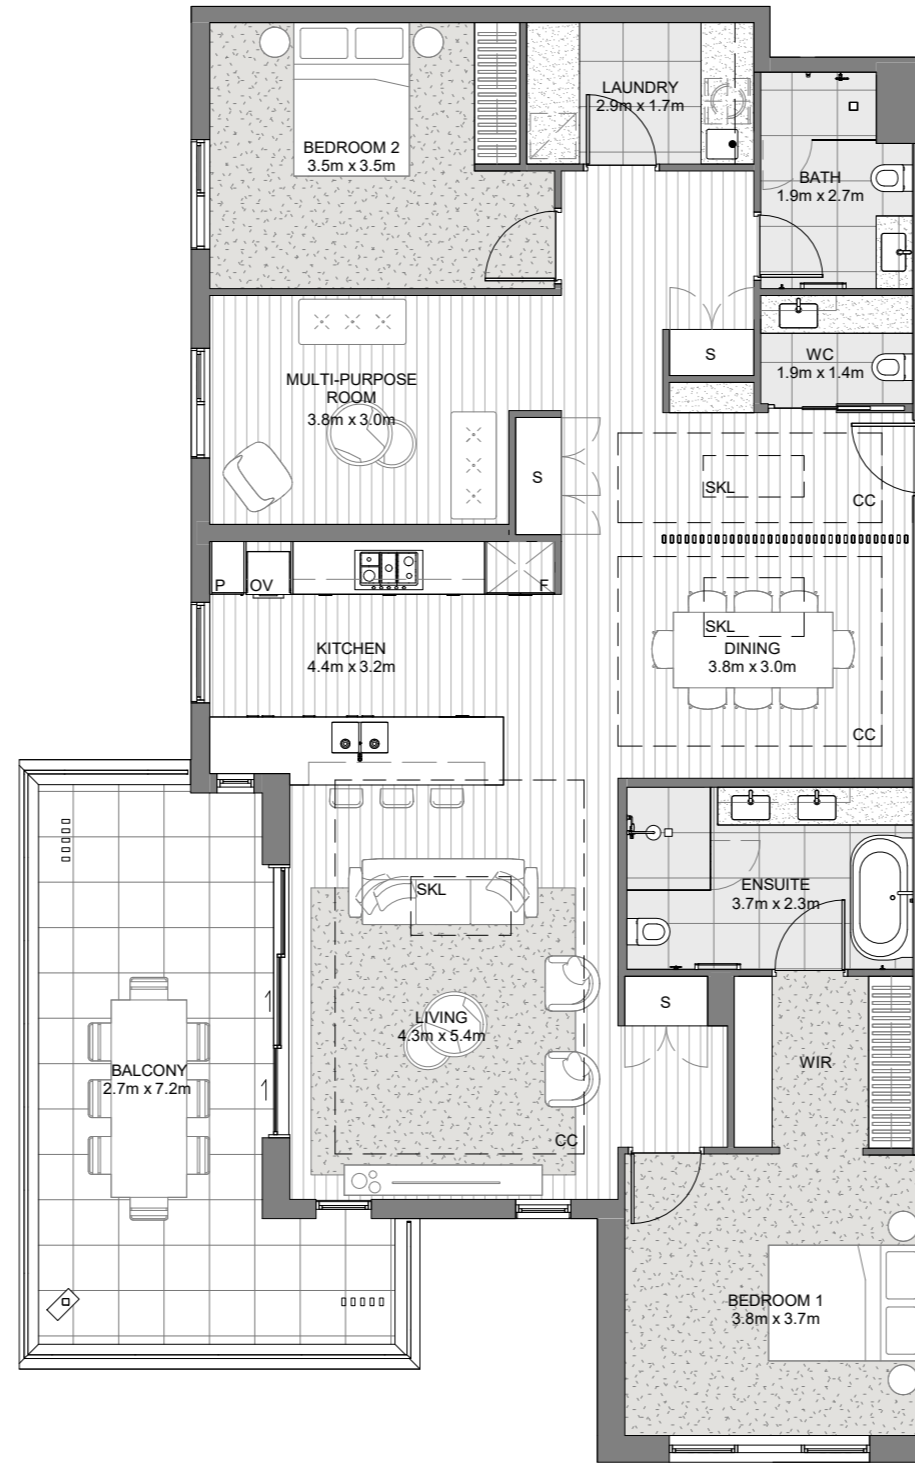 LAUNDRY
2.9m x 1.7m
BEDROOM 2
3.5m x 3.5m
BATH
1.9m x 2.7m
S
WC
1.9m x 1.4m
MULTI-PURPOSE
ROOM
3.8m x 3.0m
S
SKL
CC
P
OV
F
SKL
KITCHEN
4.4m x 3.2m
DINING
3.8m x 3.0m
CC
SKL
ENSUITE
3.7m x 2.3m
S
LIVING
4.3m x 5.4m
WIR
BALCONY
2.7m x 7.2m
CC
BEDROOM 1
3.8m x 3.7m